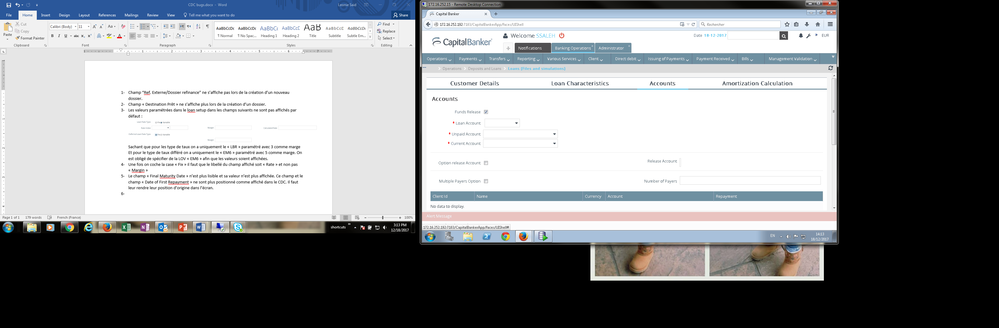 CDC bugs.docx - Word
Leonie Said
File Home Insert Design Layout References Mailings Review View Tell me what you want to do Share
Paste
Cut
Copy
Format Painter
Clipboard
Calibri (Body) 11
Font
Paragraph
AaBbCcDc AaBbCcDc AaBbC( AaBbCcE AaB AaBbCcD AaBbCcDt
¶ Normal ¶ No Spac... Heading 1 Heading 2 Title Subtitle Subtle Em...
Styles
Find
Replace
Select
Editing
1- Champ “Ref. Externe/Dossier refinance” ne s’affiche pas lors de la création d’un nouveau
dossier.
2- Champ « Destination Prêt » ne s’affiche plus lors de la création d’un dossier.
3- Les valeurs paramétrées dans le loan setup dans les champs suivants ne sont pas affichés par
défaut :
Loan Rate Type Fix Variable
Rate Index Margin Calculated Rate
Deferred Loan Rate Type Fix Variable
Margin
Sachant que pour les type de taux on a uniquement le « LBR » paramétré avec 3 comme marge
Et pour le type de taux différé on a uniquement le « EM6 » paramétré avec 5 comme marge. On
est obligé de spécifier de la LOV « EM6 » afin que les valeurs soient affichées.
4- Une fois on coche la case « Fix » il faut que le libellé du champ affiché soit « Rate » et non pas
« Margin »
5- Le champ « Final Maturity Date » n’est plus lisible et sa valeur n’est plus affichée. Ce champ et le
champ « Date of First Repayment » ne sont plus positionné comme affiché dans le CDC. Il faut
leur rendre leur position d’origine dans l’écran.
6-
Page 1 of 1 179 words French (France) 100%
shortcuts
3:13 PM
12/18/2017
172.16.252.15 - Remote Desktop Connection
Capital Banker
172.16.252.192:7103/CapitalBankerApp/faces/UIShell
Rechercher
CapitalBanker
Welcome SSALEH
Date 18-12-2017
EUR
Notifications Banking Operations Administrator
Operations Payments Transfers Reporting Various Services Client Direct debit Issuing of Payments Payment Received Bills Management Validation
... Operations Deposits and Loans Loans (Files and simulations)
Customer Details Loan Characteristics Accounts Amortization Calculation
Accounts
Funds Release
* Loan Account
* Unpaid Account
* Current Account
Option release Account Release Account
Multiple Payers Option Number of Payers
Client Id Name Currency Account Repayment
No data to display.
Alert Message
172.16.252.192:7103/CapitalBankerApp/faces/UIShell#
EN
14:13
18/12/2017